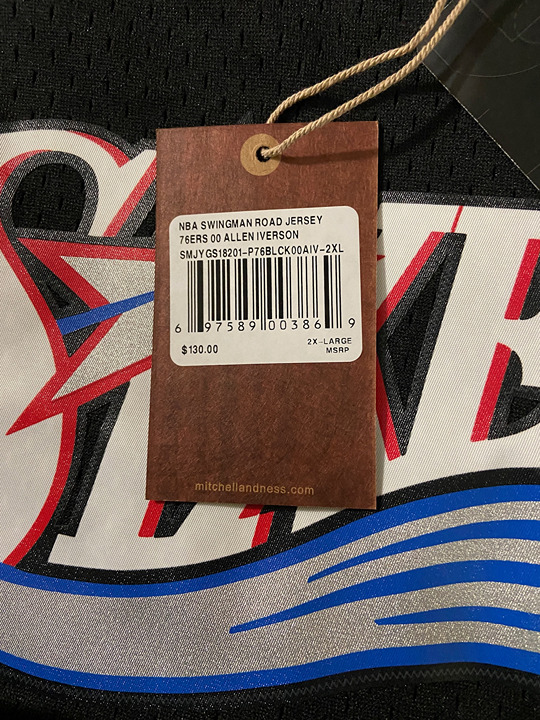 NBA SWINGMAN ROAD JERSEY
76ERS 00 ALLEN IVERSON
SMJYGS18201-P76BLCK00AIV-2XL
6 97589 00386 9
$130.00
2X-LARGE
MSRP
mitchellandness.com